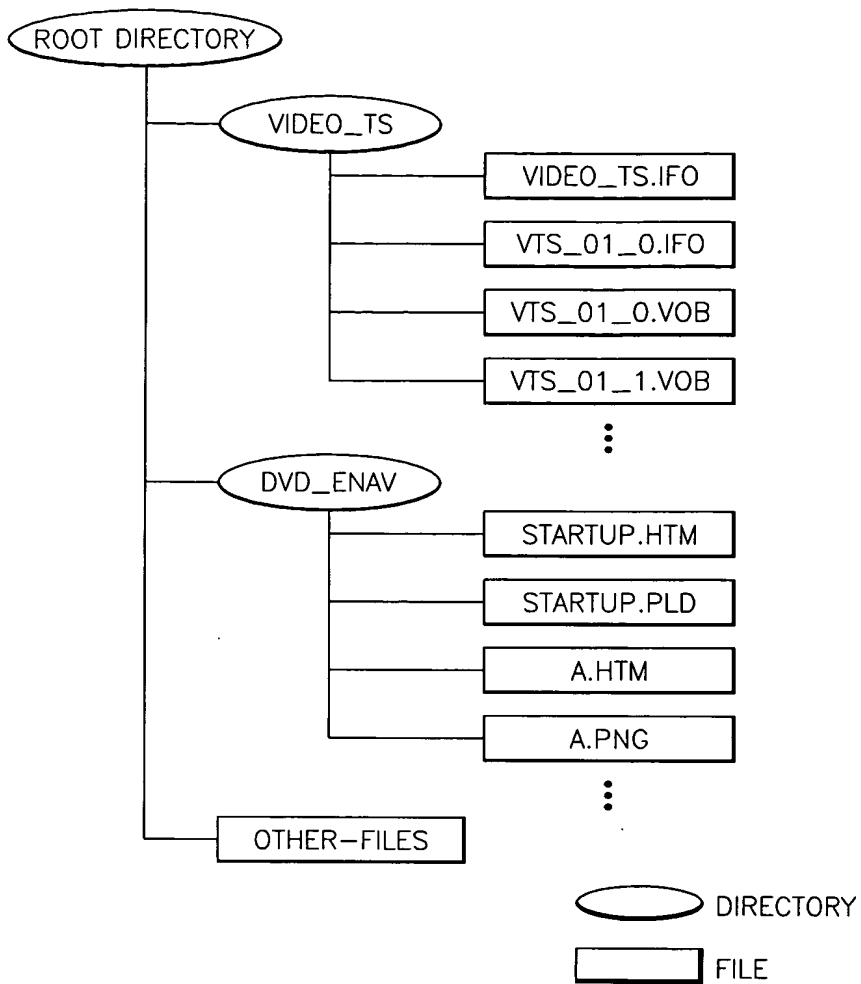 ROOT DIRECTORY
VIDEO_TS
VIDEO_TS.IFO
VTS_01_0.IFO
VTS_01_0.VOB
VTS_01_1.VOB
DVD_ENAV
STARTUP.HTM
STARTUP.PLD
A.HTM
A.PNG
OTHER-FILES
DIRECTORY
FILE